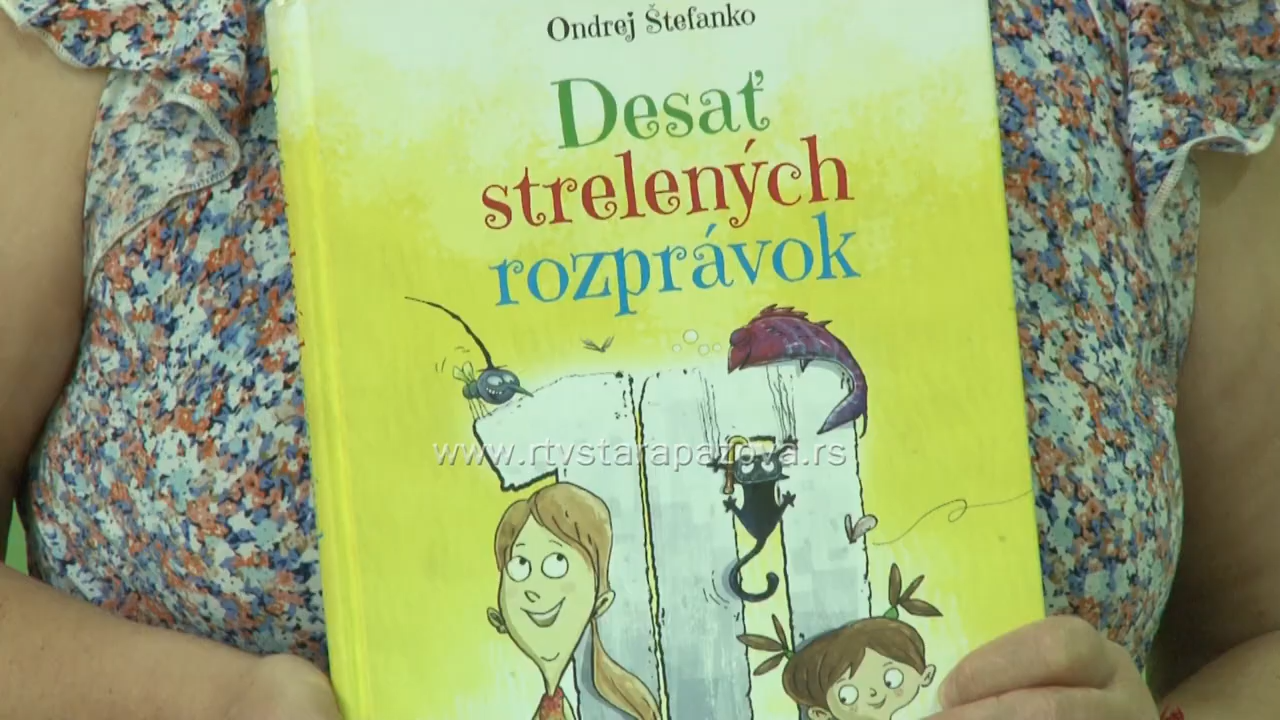 Ondrej Štefanko
Desať
strelených
rozprávok
www.rtvstarapazova.rs